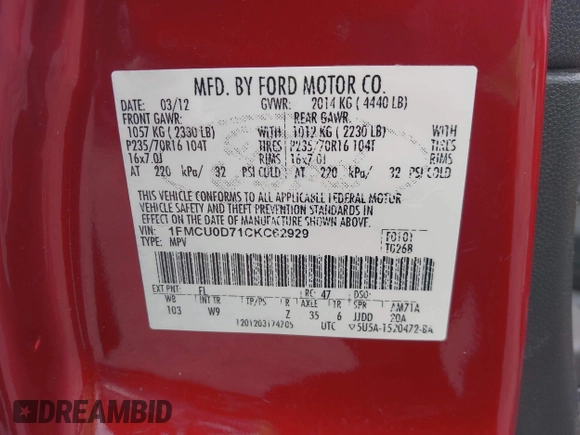 MFD. BY FORD MOTOR CO.
DATE: 03/12 GVWR: 2014 KG ( 4440 LB)
FRONT GAWR: REAR GAWR:
1057 KG ( 2330 LB) WITH 1012 KG ( 2230 LB) WITH
P235/70R16 104T TIRES P235/70R16 104T TIRES
16x7.0J RIMS 16x7.0J RIMS
AT 220 kPa/ 32 PSI COLD AT 220 kPa/ 32 PSI COLD
THIS VEHICLE CONFORMS TO ALL APPLICABLE FEDERAL MOTOR
VEHICLE SAFETY AND THEFT PREVENTION STANDARDS IN
EFFECT ON THE DATE OF MANUFACTURE SHOWN ABOVE.
VIN: 1FMCU0D71CKC62929 F0101
TYPE: MPV T026B
EXT PNT: FL RC: 47 DSO:
WB INT TR TP/PS R AXLE TR SPR AM71A
103 W9 Z 35 6 JJDD 20A
1201203174705 UTC 5U5A-1520472-BA
DREAMBID